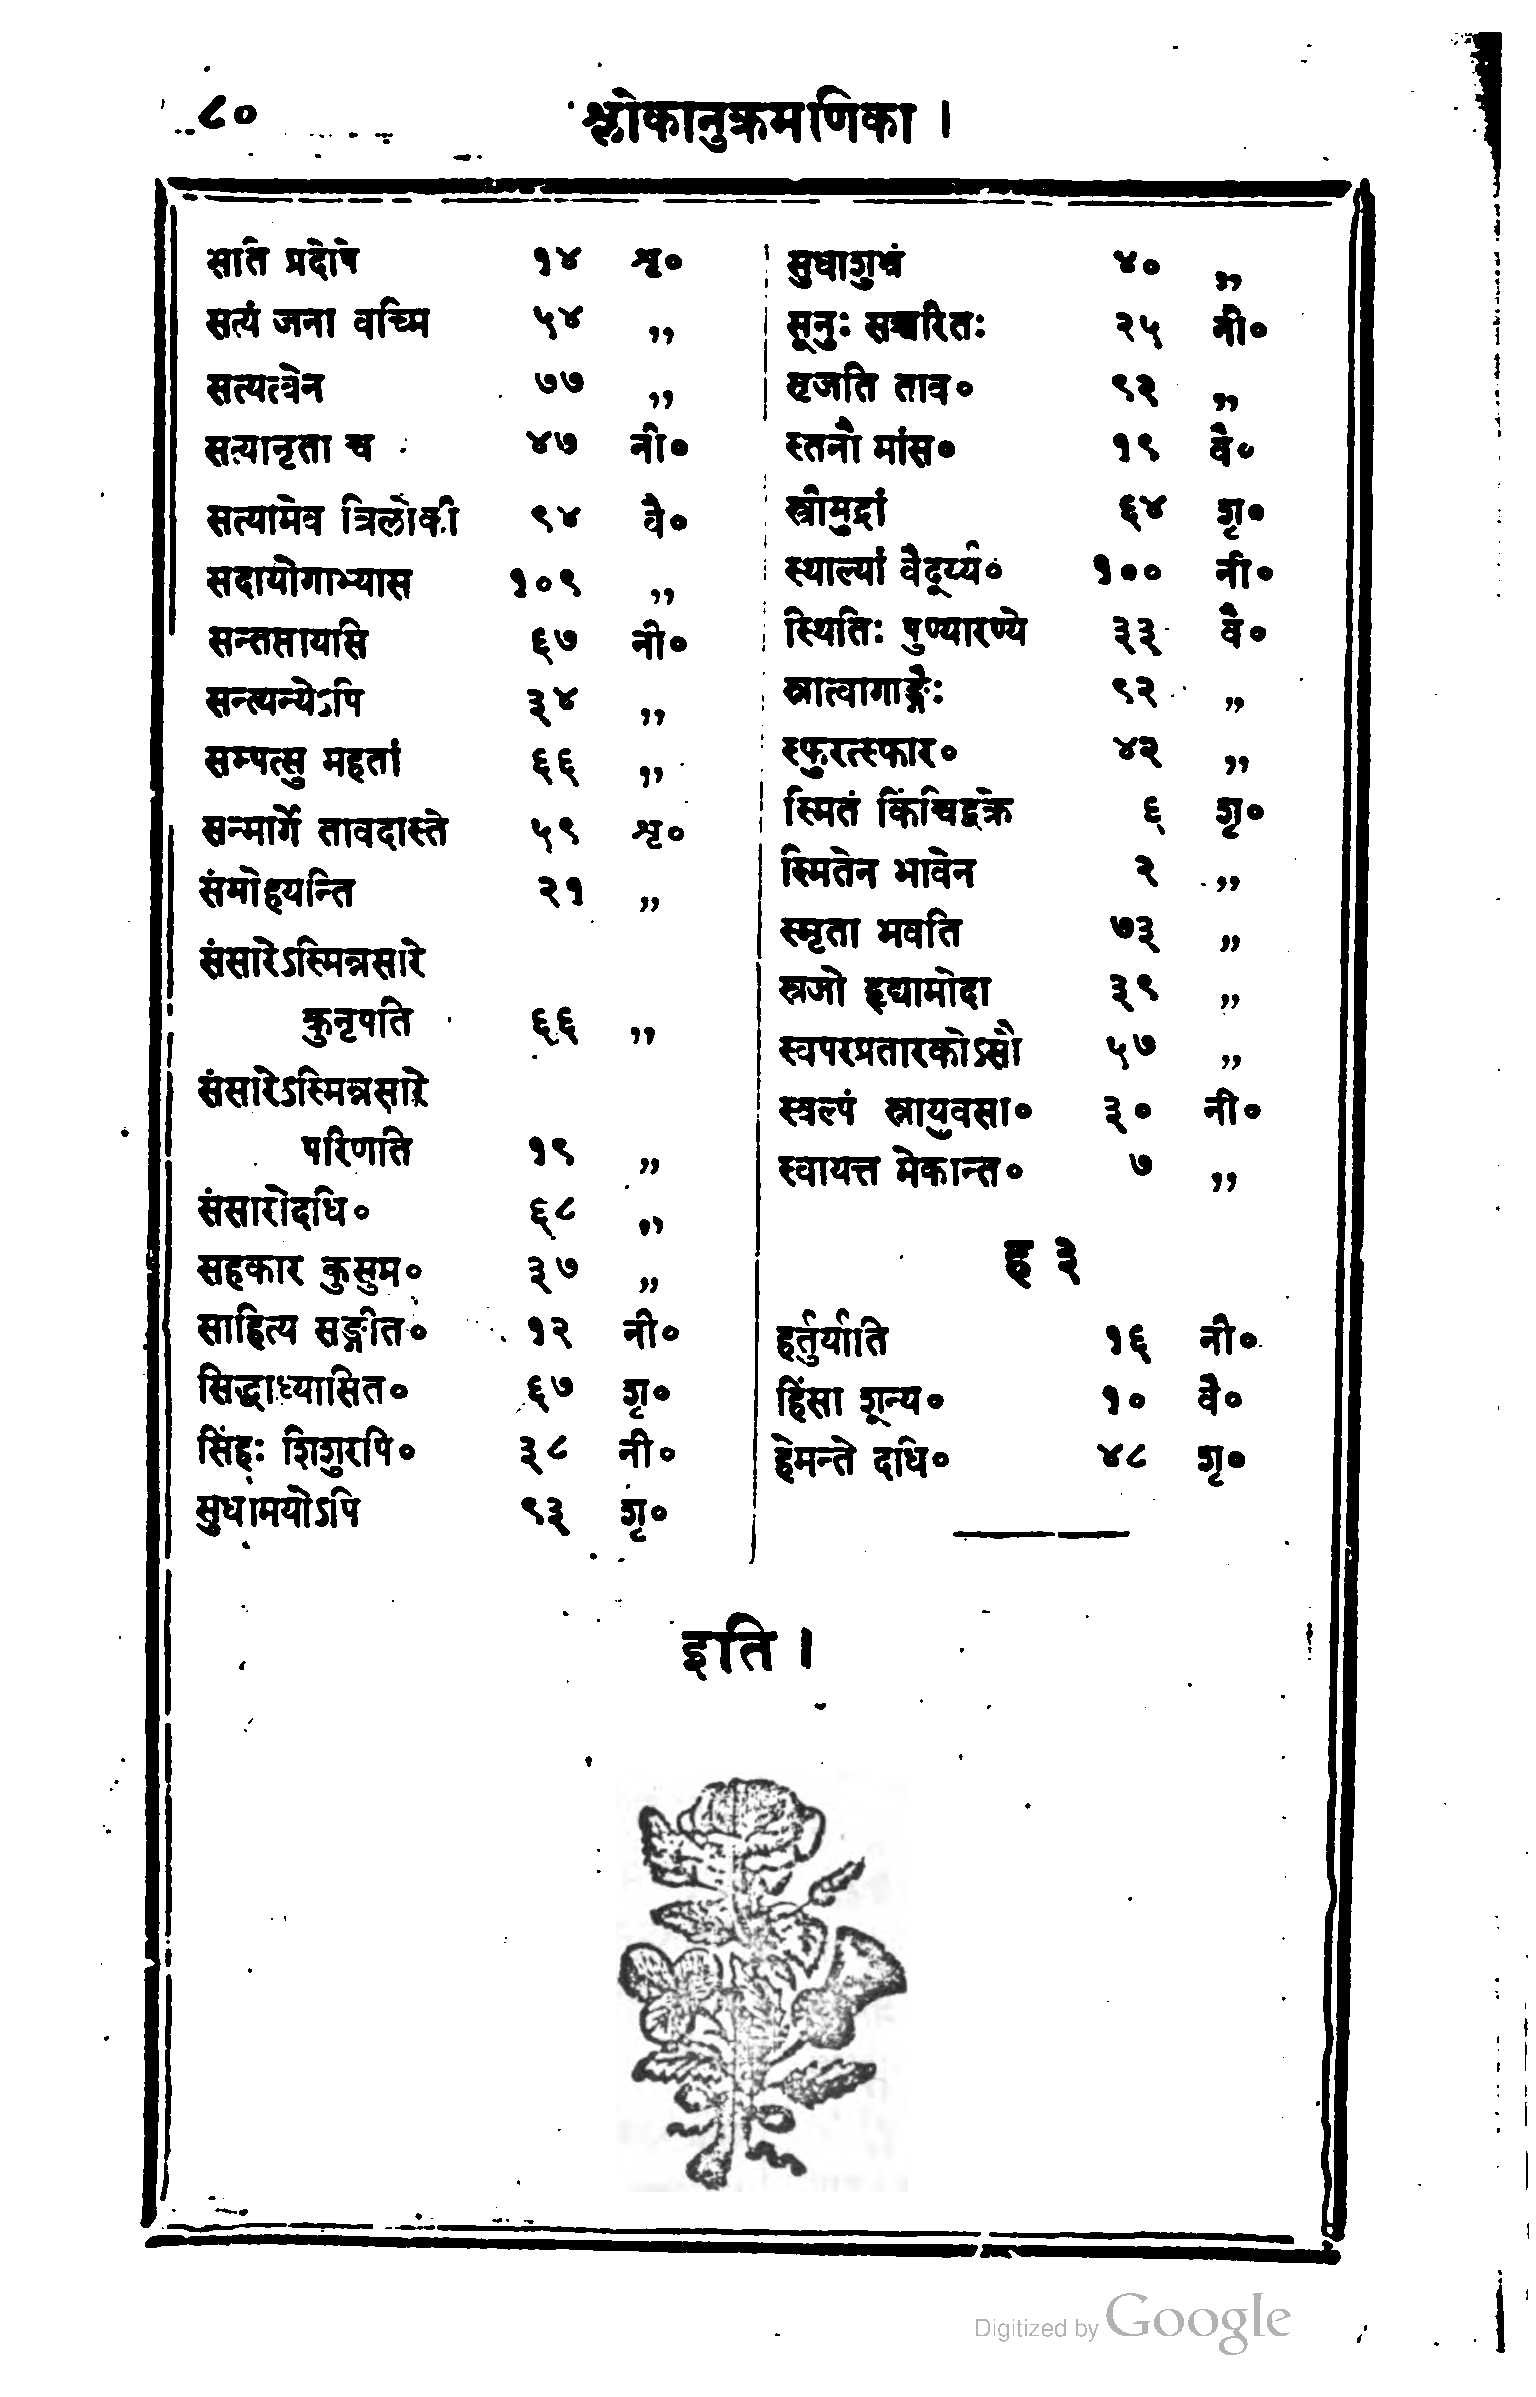 ८० श्लोकानुक्रमणिका ।
सति प्रदोषे १४ शृ०
सत्यं जना वच्मि ५४ ,,
सत्यत्वेन ७७ ,,
सत्यानृता च ४७ नी०
सत्यामेव त्रिलोकी ९४ वै०
सदायोगाभ्यास १०९ ,,
सन्तप्तायसि ६७ नी०
सन्त्यन्येऽपि ३४ ,,
सम्पत्सु महतां ६६ ,,
सन्मार्गे तावदास्ते ५९ शृ०
संमोहयन्ति २१ ,,
संसारेऽस्मिन्नसारे
कुनृपति ६६ ,,
संसारेऽस्मिन्नसारे
परिणति १९ ,,
संसारोदधि० ६८ ,,
सहकार कुसुम० ३७ ,,
साहित्य सङ्गीत० १२ नी०
सिद्धाध्यासित० ६७ शृ०
सिंहः शिशुरपि० ३८ नी०
सुधामयोऽपि ९३ शृ०
सुधाशुभ्रं ४० ,,
सूनुः सच्चरितः २५ नी०
सृजति ताव० ९२ ,,
स्तनौ मांस० १९ वै०
स्त्रीमुद्रां ६४ शृ०
स्थाल्यां वैदूर्य्य० १०० नी०
स्थितिः पुण्यारण्ये ३३ वै०
स्नात्वागाङ्गैः ९२ ,,
स्फुरत्स्फार० ४२ ,,
स्मितं किंचिद्वक्रे ६ शृ०
स्मितेन भावेन २ ,,
स्मृता भवति ७३ ,,
स्रजो हृद्यामोदा ३९ ,,
स्वपरप्रतारकोऽसौ ५७ ,,
स्वल्पं स्नायुवसा० ३० नी०
स्वायत्त मेकान्त० ७ ,,
ह ३
हर्तुर्याति १६ नी०
हिंसा शून्य० १० वै०
हेमन्ते दधि० ४८ शृ०
इति ।
Digitized by Google